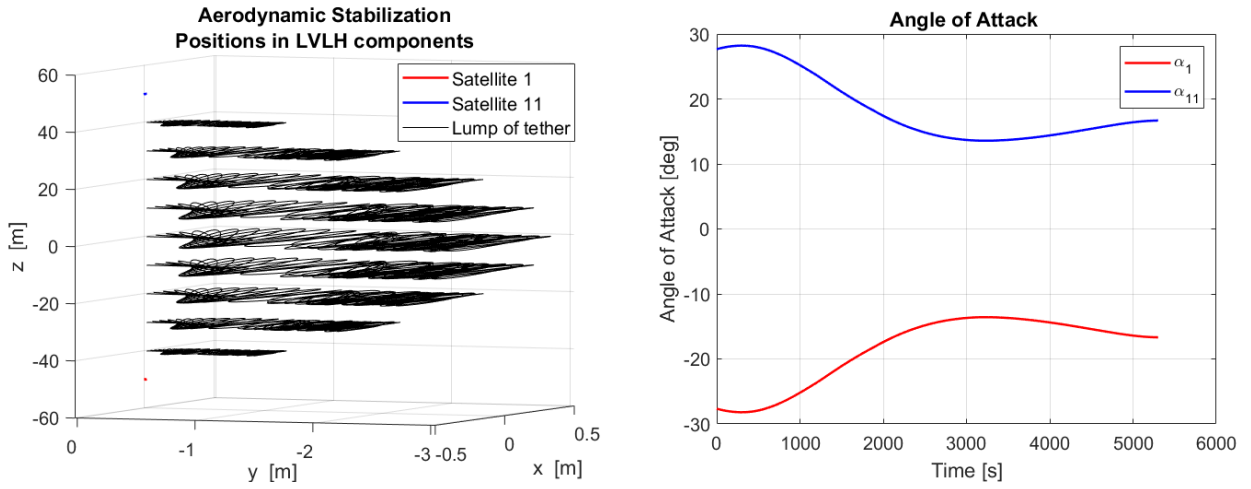 Aerodynamic Stabilization
Positions in LVLH components
Satellite 1
Satellite 11
Lump of tether
60
40
20
0
-20
-40
-60
z [m]
0
-1
-2
-3
y [m]
-0.5
0
0.5
x [m]
Angle of Attack
α1
α11
30
20
10
0
-10
-20
-30
Angle of Attack [deg]
0
1000
2000
3000
4000
5000
6000
Time [s]